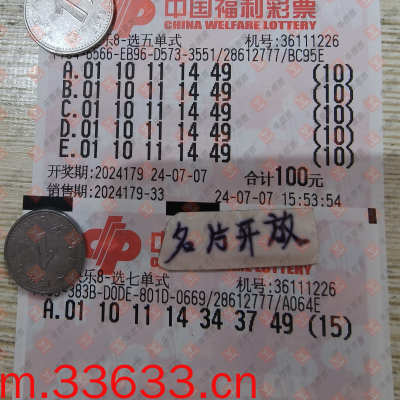 中国福利彩票
CHINA WELFARE LOTTERY
乐8-选五单式 机号:36111226
6566-EB96-D573-3551/28612777/BC95E
A.01 10 11 14 49 (10)
B.01 10 11 14 49 (10)
C.01 10 11 14 49 (10)
D.01 10 11 14 49 (10)
E.01 10 11 14 49 (10)
开奖期:2024179 24-07-07 合计100元
销售期:2024179-33 24-07-07 15:53:54
名片开放
乐8-选七单式 机号:36111226
383B-D0DE-801D-0669/28612777/A064E
A.01 10 11 14 34 37 49 (15)
m.33633.cn